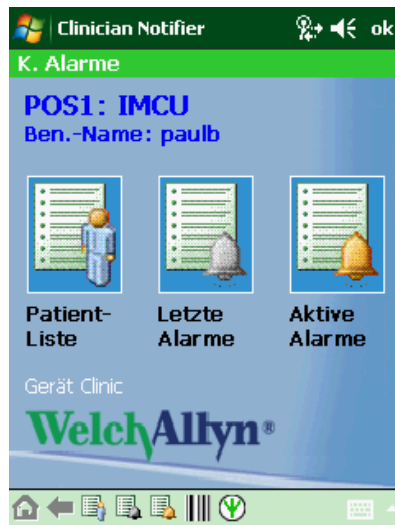 Clinician Notifier ok
K. Alarme
POS1: IMCU
Ben.-Name: paulb
Patient-
Liste
Letzte
Alarme
Aktive
Alarme
Gerät Clinic
WelchAllyn®